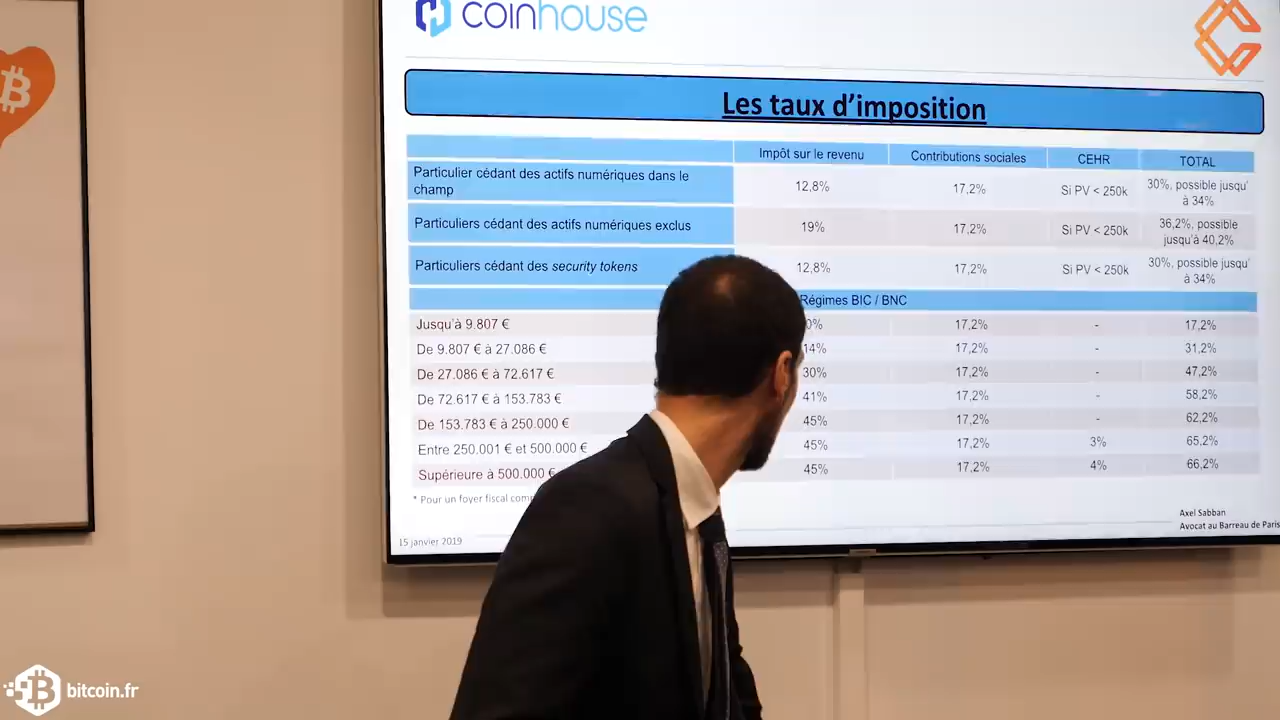 coinhouse
Les taux d’imposition
Impôt sur le revenu Contributions sociales CEHR TOTAL
Particulier cédant des actifs numériques dans le
champ
12,8% 17,2% Si PV < 250k 30%, possible jusqu'
à 34%
Particuliers cédant des actifs numériques exclus 19% 17,2% Si PV < 250k 36,2%, possible
jusqu'à 40,2%
Particuliers cédant des security tokens 12,8% 17,2% Si PV < 250k 30%, possible jusqu'
à 34%
Régimes BIC / BNC
Jusqu'à 9.807 € 0% 17,2% - 17,2%
De 9.807 € à 27.086 € 14% 17,2% - 31,2%
De 27.086 € à 72.617 € 30% 17,2% - 47,2%
De 72.617 € à 153.783 € 41% 17,2% - 58,2%
De 153.783 € à 250.000 € 45% 17,2% - 62,2%
Entre 250.001 € et 500.000 € 45% 17,2% 3% 65,2%
Supérieure à 500.000 € 45% 17,2% 4% 66,2%
* Pour un foyer fiscal
Axel Sabban
Avocat au Barreau de Paris
15 janvier 2019
bitcoin.fr